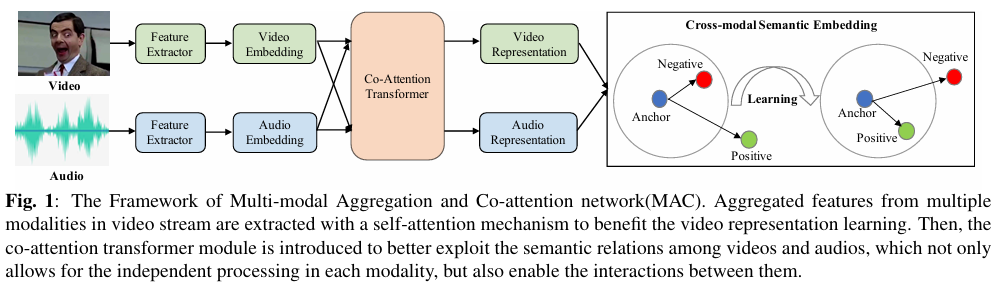 Cross-modal Semantic Embedding
Feature
Extractor
Video
Embedding
Co-Attention
Transformer
Video
Representation
Video
Negative
Anchor
Positive
Learning
Negative
Anchor
Positive
Feature
Extractor
Audio
Embedding
Audio
Representation
Audio
Fig. 1: The Framework of Multi-modal Aggregation and Co-attention network(MAC). Aggregated features from multiple
modalities in video stream are extracted with a self-attention mechanism to benefit the video representation learning. Then, the
co-attention transformer module is introduced to better exploit the semantic relations among videos and audios, which not only
allows for the independent processing in each modality, but also enable the interactions between them.